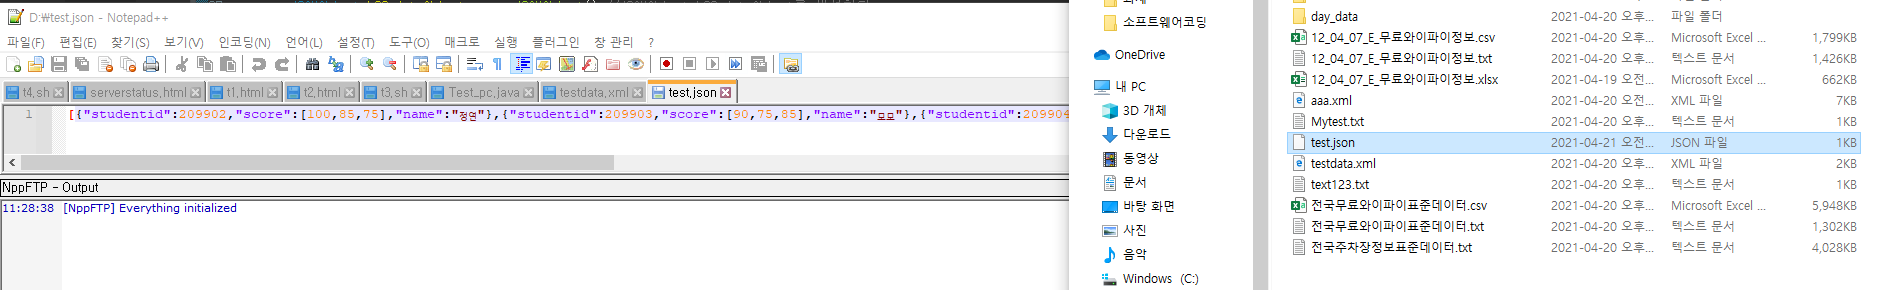 D:\test.json - Notepad++
파일(F) 편집(E) 찾기(S) 보기(V) 인코딩(N) 언어(L) 설정(T) 도구(O) 매크로 실행 플러그인 창 관리 ?
t4.sh serverstatus.html t1.html t2.html t3.sh Test_pc.java testdata.xml test.json
1 [{"studentid":209902,"score":[100,85,75],"name":"정연"},{"studentid":209903,"score":[90,75,85],"name":"ㅁㅁ"},{"studentid":209904
NppFTP - Output
11:28:38 [NppFTP] Everything initialized
소프트웨어코딩
OneDrive
내 PC
3D 개체
다운로드
동영상
문서
바탕 화면
사진
음악
Windows (C:)
day_data 2021-04-20 오후... 파일 폴더
12_04_07_E_무료와이파이정보.csv 2021-04-20 오후... Microsoft Excel ... 1,799KB
12_04_07_E_무료와이파이정보.txt 2021-04-20 오후... 텍스트 문서 1,426KB
12_04_07_E_무료와이파이정보.xlsx 2021-04-19 오전... Microsoft Excel ... 662KB
aaa.xml 2021-04-20 오전... XML 파일 7KB
Mytest.txt 2021-04-20 오후... 텍스트 문서 1KB
test.json 2021-04-21 오전... JSON 파일 1KB
testdata.xml 2021-04-20 오후... XML 파일 2KB
text123.txt 2021-04-20 오후... 텍스트 문서 1KB
전국무료와이파이표준데이터.csv 2021-04-20 오후... Microsoft Excel ... 5,948KB
전국무료와이파이표준데이터.txt 2021-04-20 오후... 텍스트 문서 1,302KB
전국주차장정보표준데이터.txt 2021-04-20 오후... 텍스트 문서 4,028KB